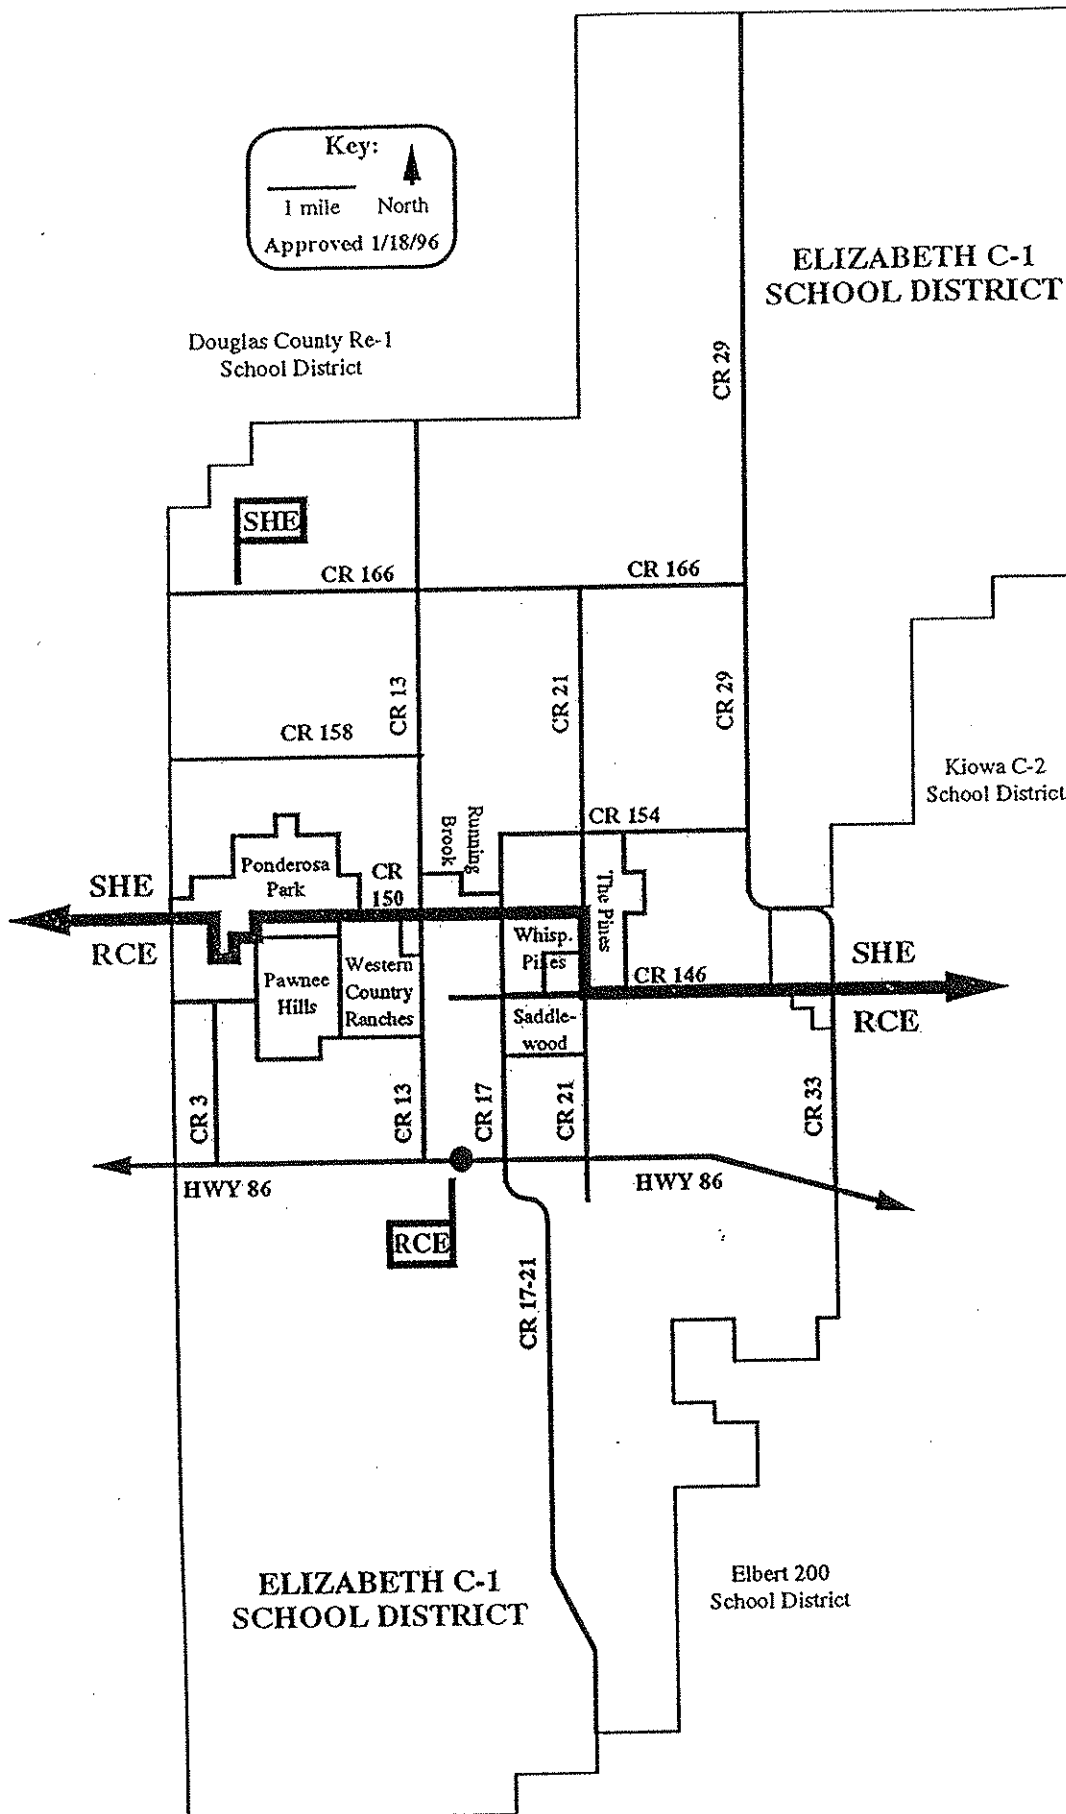 Key:
1 mile North
Approved 1/18/96
ELIZABETH C-1
SCHOOL DISTRICT
Douglas County Re-1
School District
CR 29
SHE
CR 166
CR 166
CR 13
CR 21
CR 29
CR 158
Kiowa C-2
School District
CR 154
Running
Brook
Ponderosa
Park
CR
150
The Pines
SHE
RCE
Whisp.
Pines
CR 146
SHE
RCE
Pawnee
Hills
Western
Country
Ranches
Saddle-
wood
CR 3
CR 13
CR 17
CR 21
CR 33
HWY 86
HWY 86
RCE
CR 17-21
ELIZABETH C-1
SCHOOL DISTRICT
Elbert 200
School District